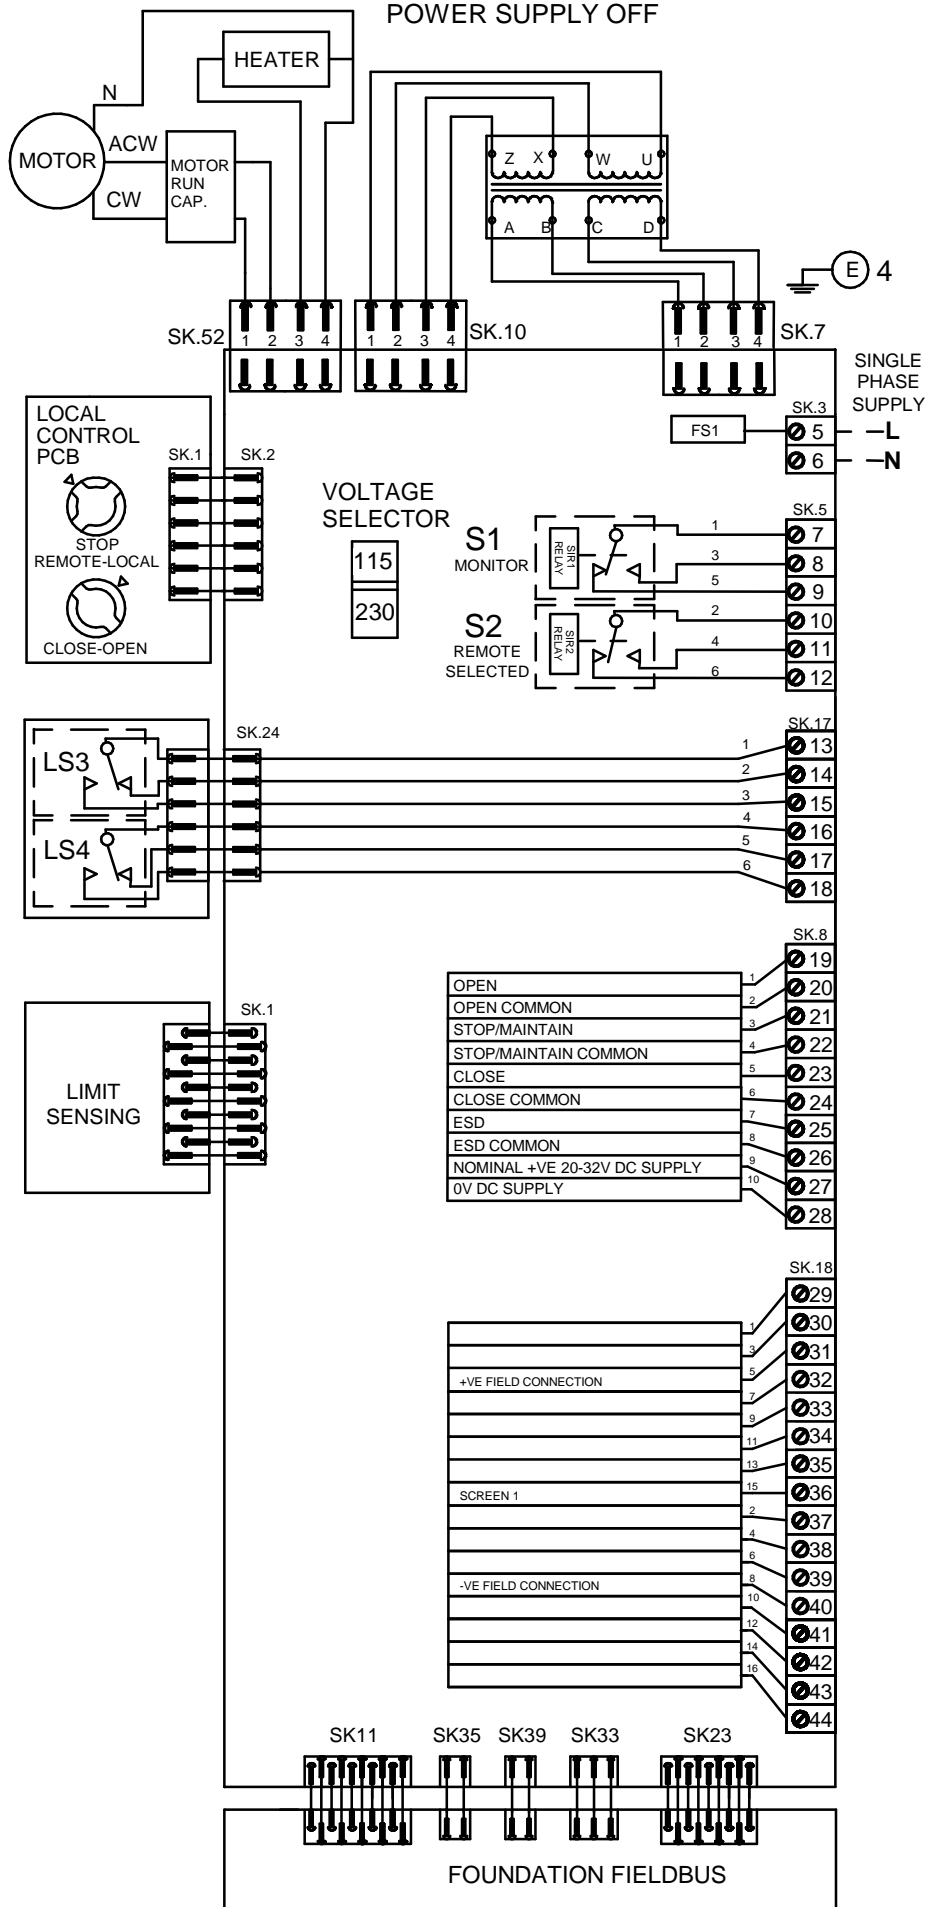 POWER SUPPLY OFF
HEATER
N
ACW
MOTOR
CW
MOTOR
RUN
CAP.
Z X W U
A B C D
E 4
SK.52
1 2 3 4
1 2 3 4
SK.10
1 2 3 4
SK.7
SINGLE
PHASE
SUPPLY
SK.3
FS1
5
L
6
N
LOCAL
CONTROL
PCB
SK.1
SK.2
STOP
REMOTE-LOCAL
CLOSE-OPEN
VOLTAGE
SELECTOR
115
230
S1
MONITOR
SIR1
RELAY
S2
REMOTE
SELECTED
SIR2
RELAY
SK.5
1 7
3 8
5 9
2 10
4 11
6 12
LS3
LS4
SK.24
SK.17
1 13
2 14
3 15
4 16
5 17
6 18
LIMIT
SENSING
SK.1
SK.8
19
OPEN 1
20
OPEN COMMON 2
21
STOP/MAINTAIN 3
22
STOP/MAINTAIN COMMON 4
23
CLOSE 5
24
CLOSE COMMON 6
25
ESD 7
26
ESD COMMON 8
27
NOMINAL +VE 20-32V DC SUPPLY 9
28
0V DC SUPPLY 10
SK.18
29
1
30
3
31
+VE FIELD CONNECTION 5
32
7
33
9
34
11
35
13
36
SCREEN 1 15
37
2
38
4
39
6
40
-VE FIELD CONNECTION 8
41
10
42
12
43
14
44
16
SK11
SK35
SK39
SK33
SK23
FOUNDATION FIELDBUS